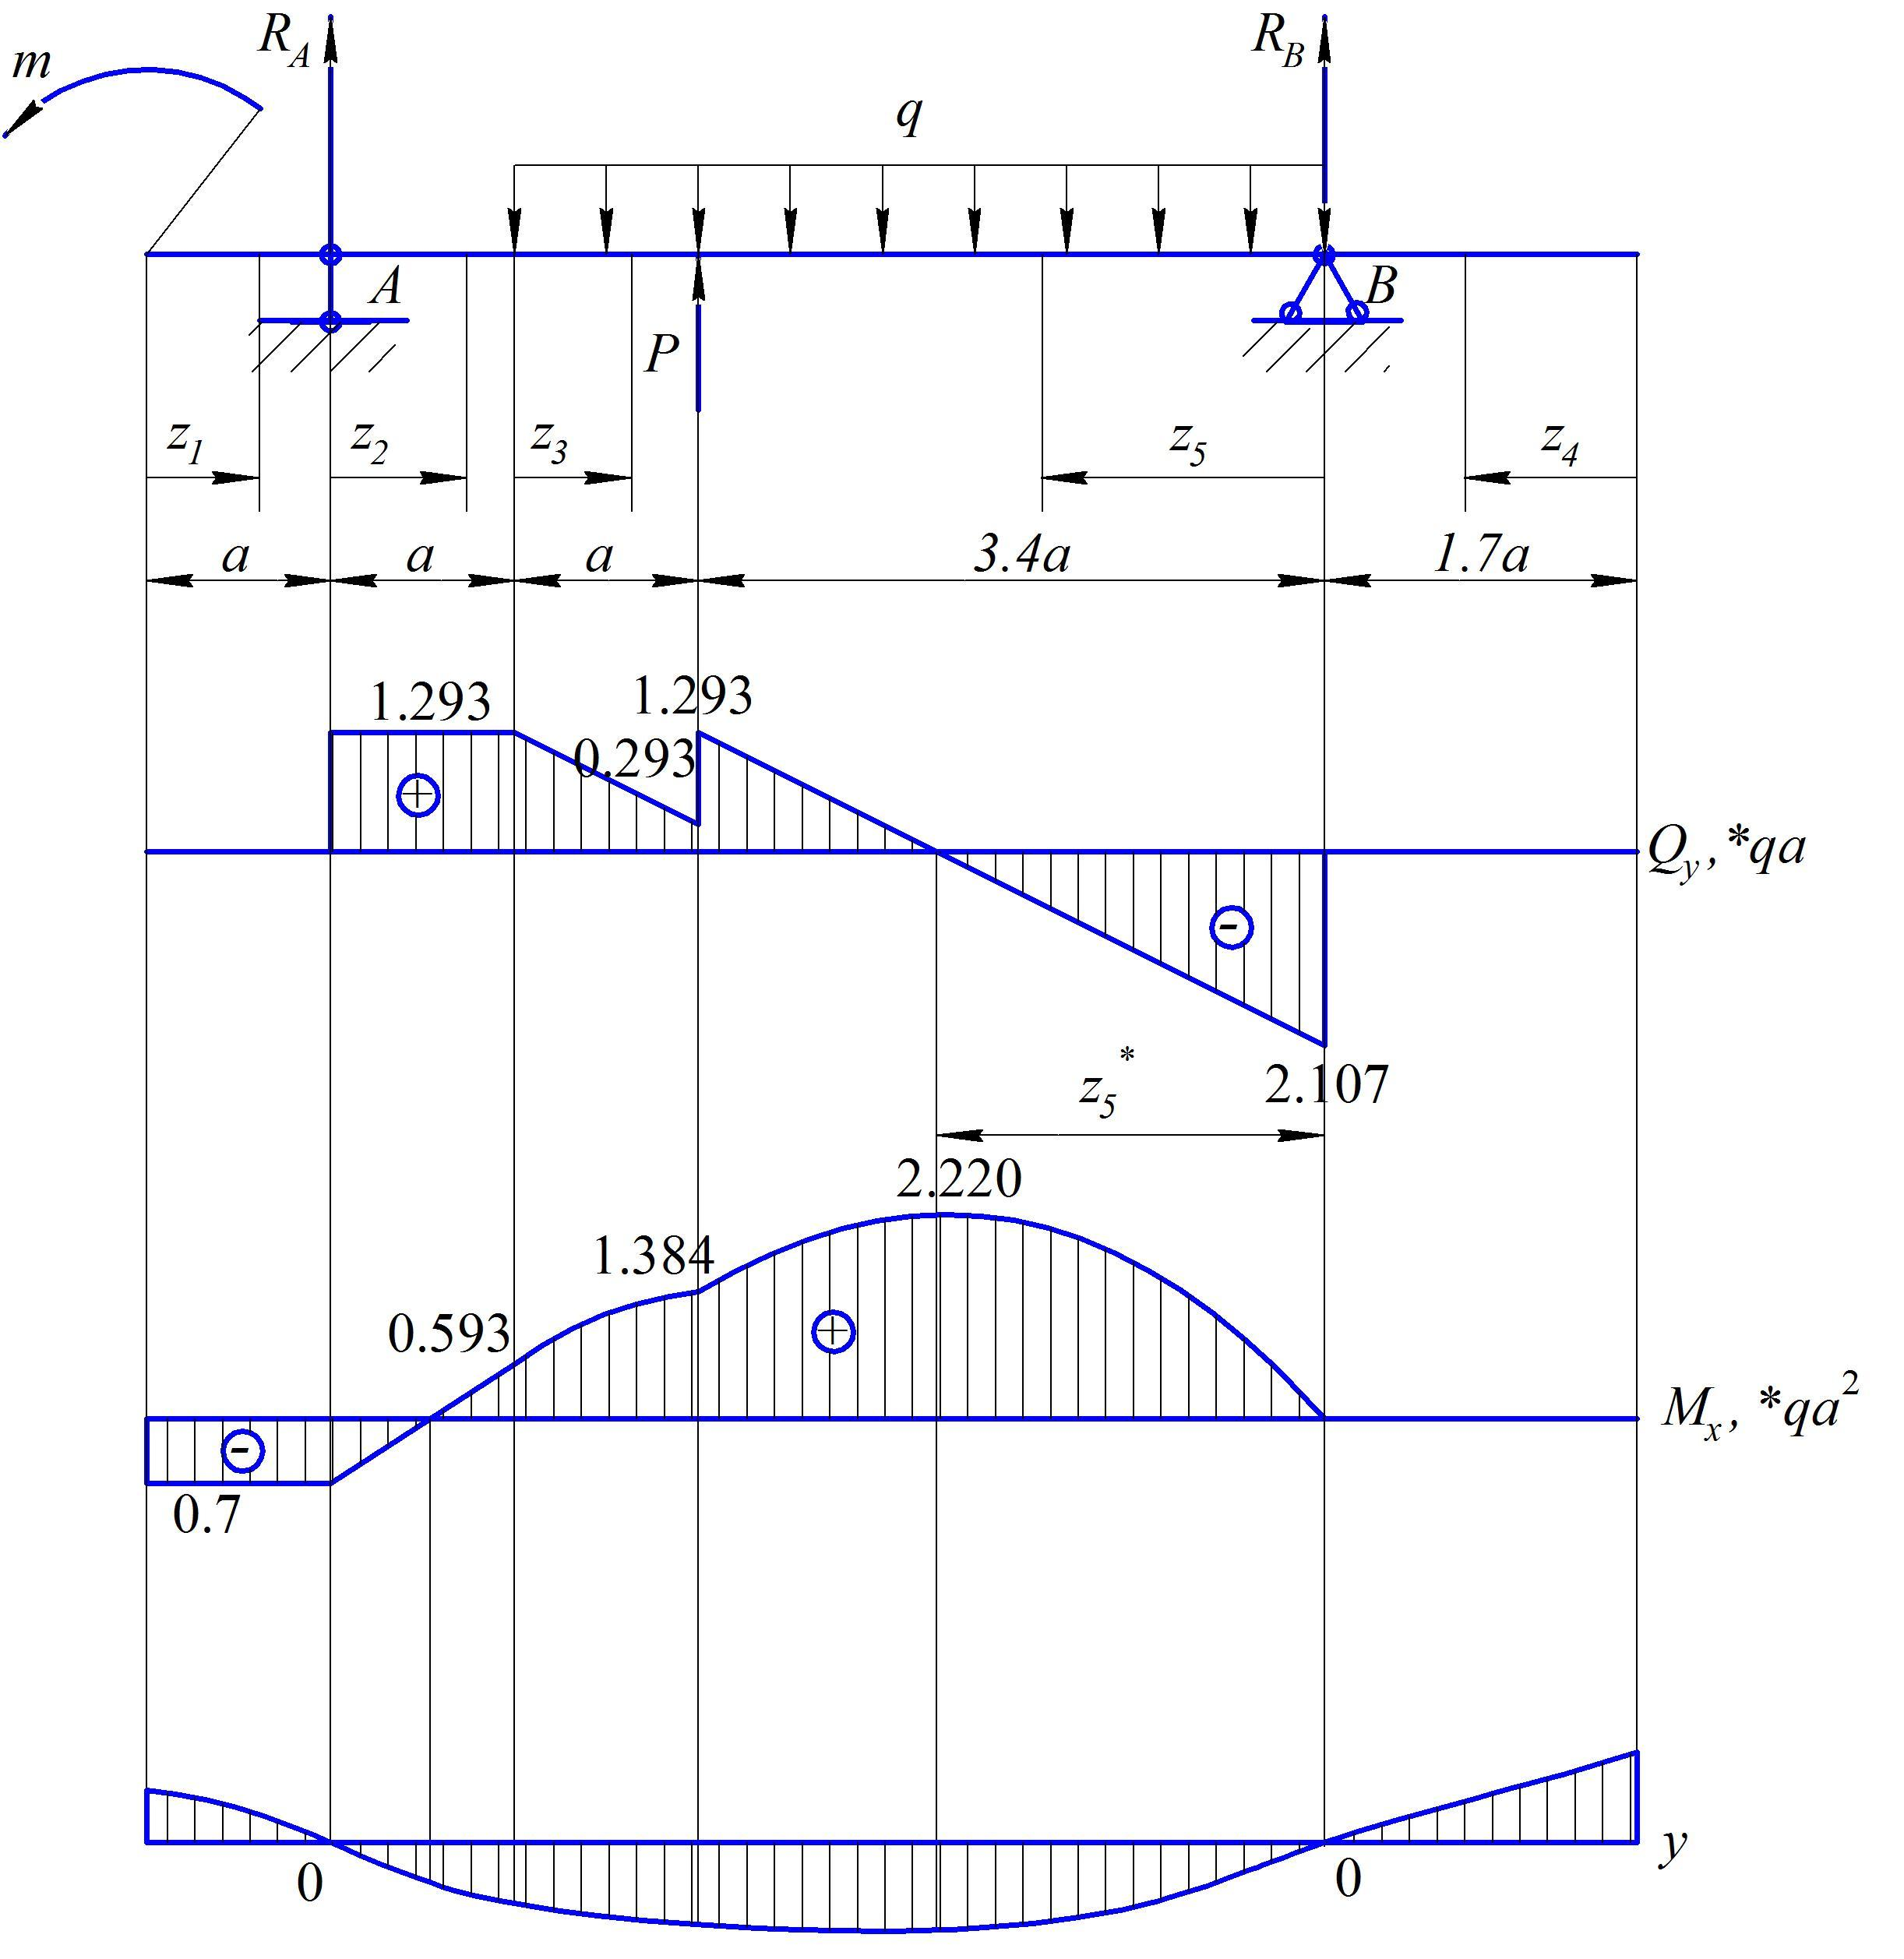 m
R_A
R_B
q
A
B
P
z_1
z_2
z_3
z_5
z_4
a
a
a
3.4a
1.7a
1.293
1.293
0.293
+
Q_y,*qa
-
2.107
z_5^*
2.220
1.384
0.593
+
M_x, *qa^2
-
0.7
y
0
0